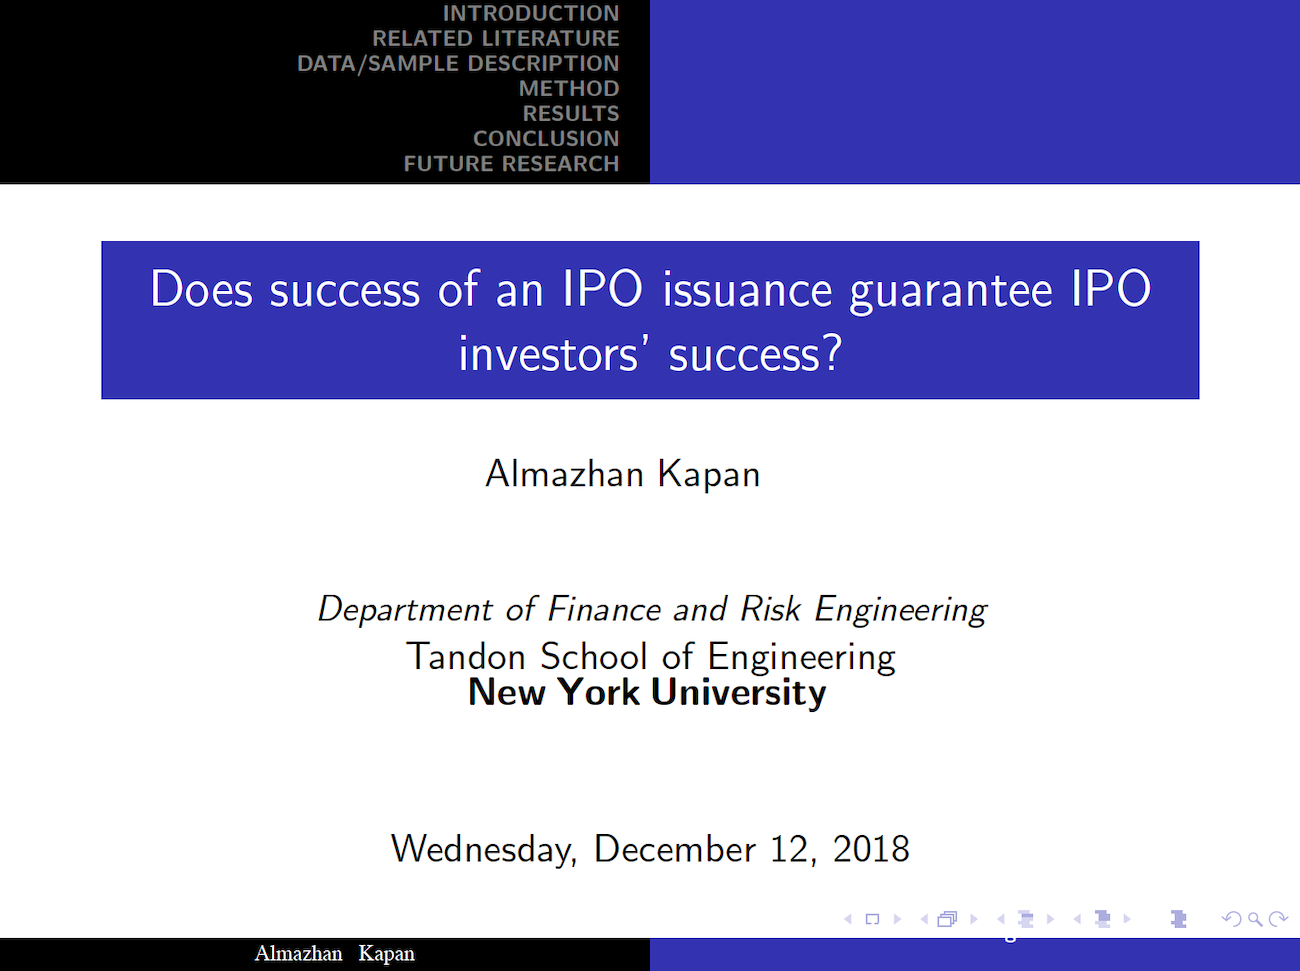 INTRODUCTION
RELATED LITERATURE
DATA/SAMPLE DESCRIPTION
METHOD
RESULTS
CONCLUSION
FUTURE RESEARCH
Does success of an IPO issuance guarantee IPO
investors' success?
Almazhan Kapan
Department of Finance and Risk Engineering
Tandon School of Engineering
New York University
Wednesday, December 12, 2018
Almazhan Kapan